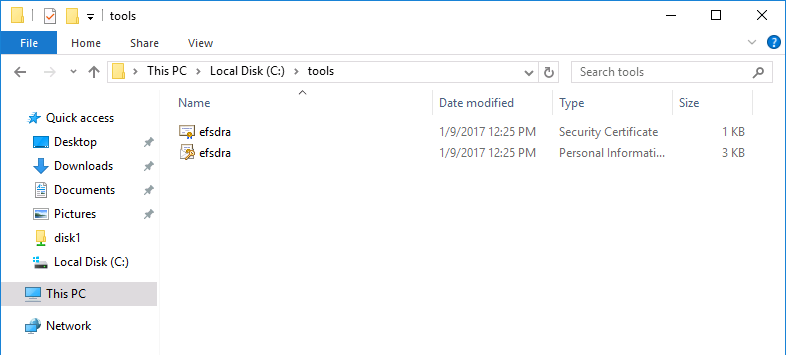 tools
File Home Share View
This PC Local Disk (C:) tools Search tools
Name Date modified Type Size
Quick access
Desktop
Downloads
Documents
Pictures
disk1
Local Disk (C:)
This PC
Network
efsdra 1/9/2017 12:25 PM Security Certificate 1 KB
efsdra 1/9/2017 12:25 PM Personal Informati... 3 KB